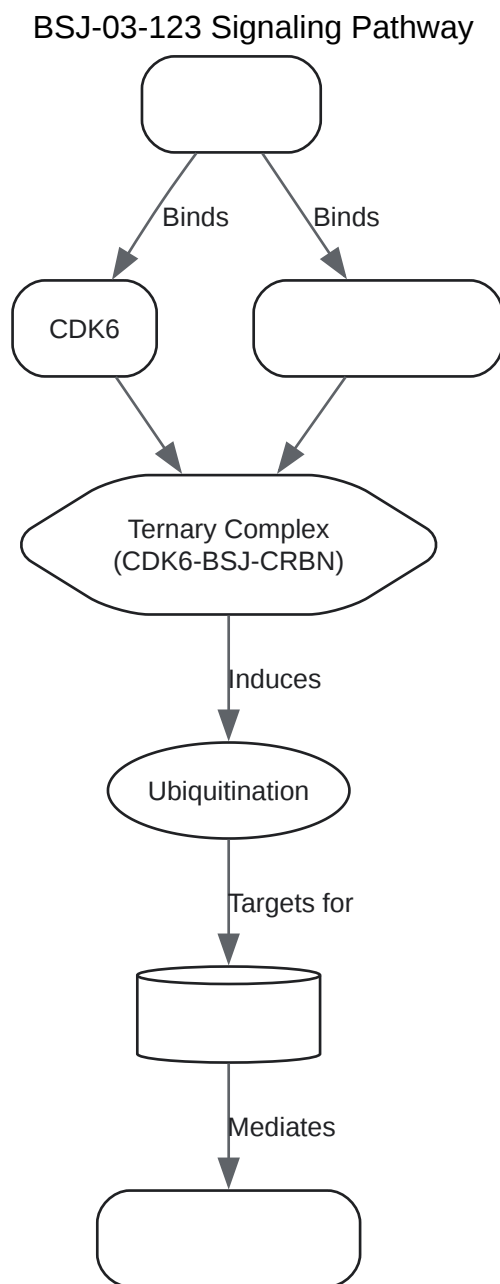 BSJ-03-123 Signaling Pathway
Binds
Binds
CDK6
Ternary Complex
(CDK6-BSJ-CRBN)
Induces
Ubiquitination
Targets for
Mediates